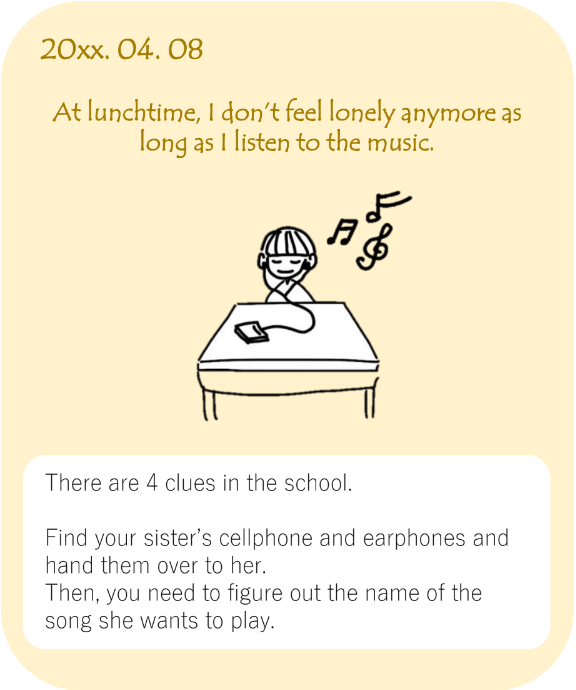 20xx. 04. 08
At lunchtime, I don't feel lonely anymore as
long as I listen to the music.
There are 4 clues in the school.
Find your sister's cellphone and earphones and
hand them over to her.
Then, you need to figure out the name of the
song she wants to play.